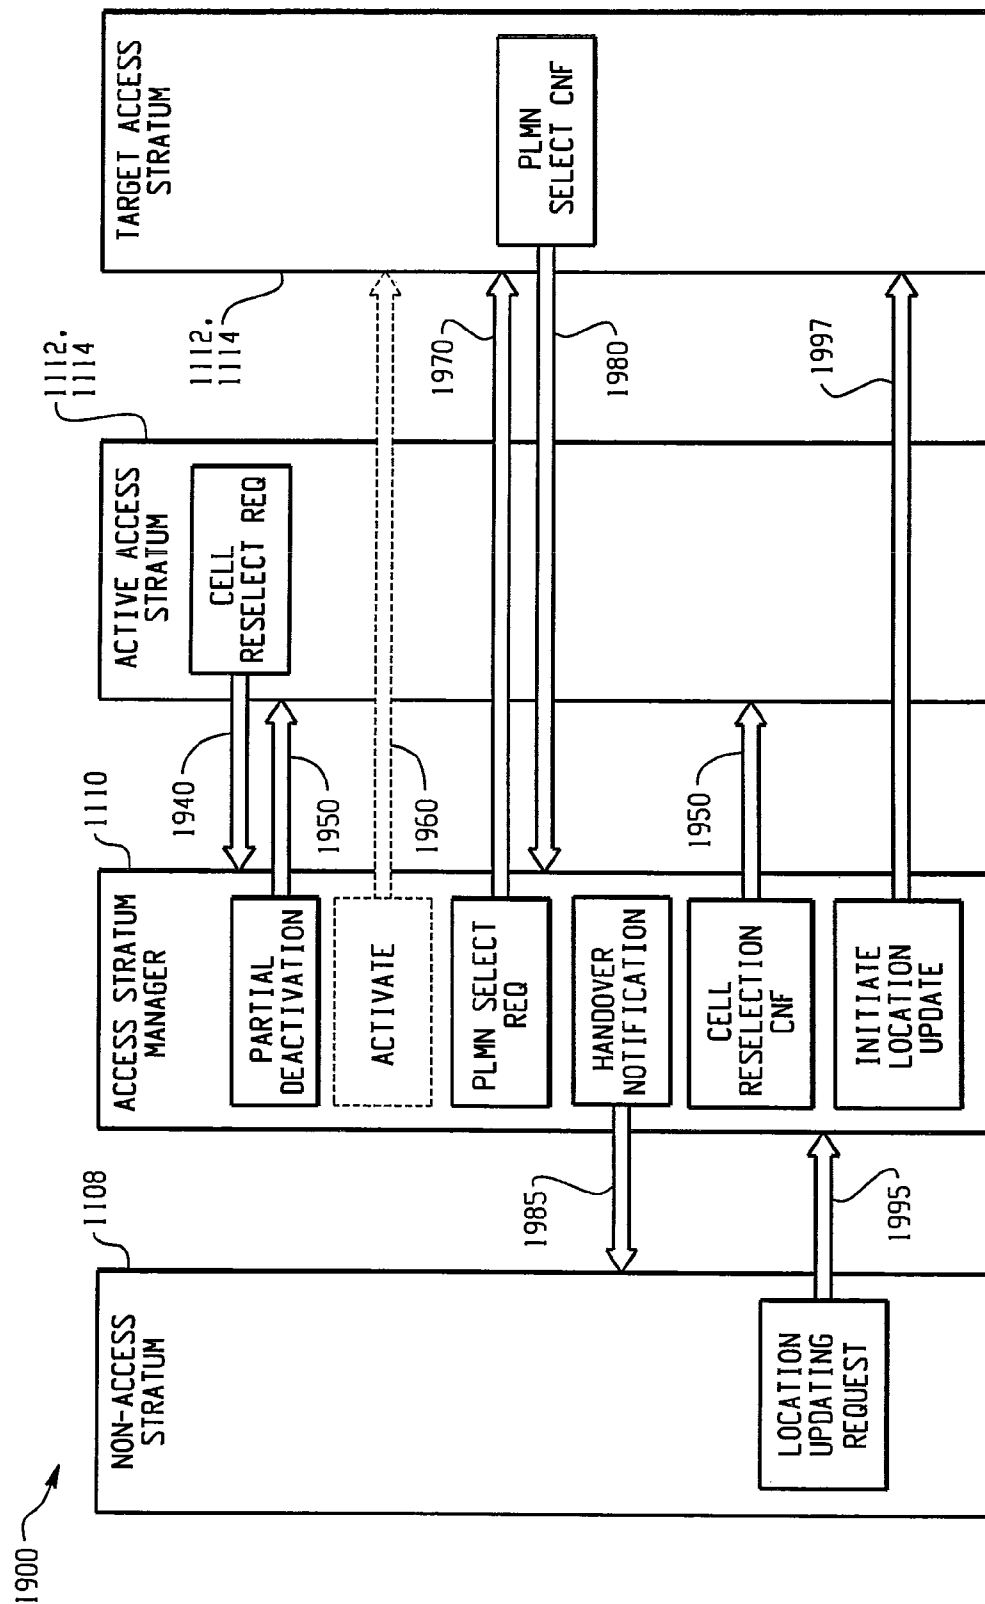 1900
NON-ACCESS
STRATUM
1108
LOCATION
UPDATING
REQUEST
1985
1995
ACCESS STRATUM
MANAGER
1110
PARTIAL
DEACTIVATION
ACTIVATE
PLMN SELECT
REQ
HANDOVER
NOTIFICATION
CELL
RESELECTION
CNF
INITIATE
LOCATION
UPDATE
1940
1950
1960
1950
ACTIVE ACCESS
STRATUM
1112,
1114
CELL
RESELECT REQ
1112,
1114
1970
1980
1997
TARGET ACCESS
STRATUM
PLMN
SELECT CNF